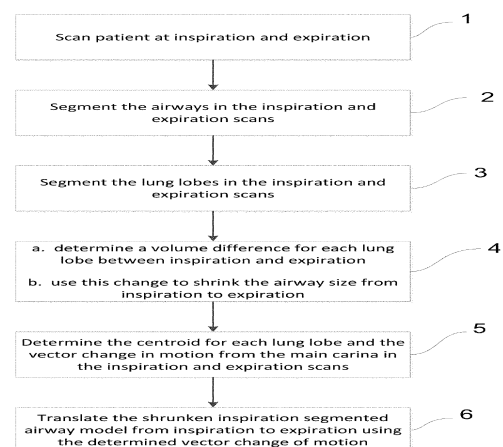 Scan patient at inspiration and expiration
1
Segment the airways in the inspiration and
expiration scans
2
Segment the lung lobes in the inspiration and
expiration scans
3
a. determine a volume difference for each lung
lobe between inspiration and expiration
b. use this change to shrink the airway size from
inspiration to expiration
4
Determine the centroid for each lung lobe and the
vector change in motion from the main carina in
the inspiration and expiration scans
5
Translate the shrunken inspiration segmented
airway model from inspiration to expiration using
the determined vector change of motion
6